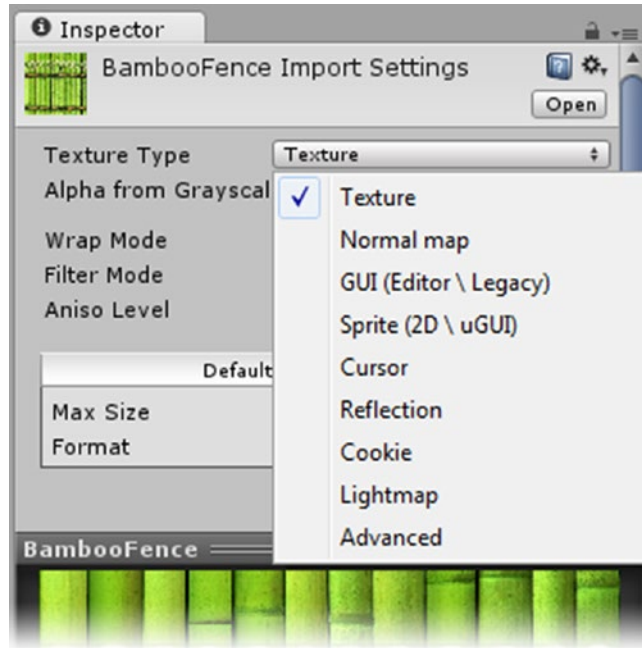 Inspector
BambooFence Import Settings
Open
Texture Type Texture
Alpha from Grayscal
Wrap Mode
Filter Mode
Aniso Level
Texture
Normal map
GUI (Editor \ Legacy)
Sprite (2D \ uGUI)
Cursor
Reflection
Cookie
Lightmap
Advanced
Default
Max Size
Format
BambooFence